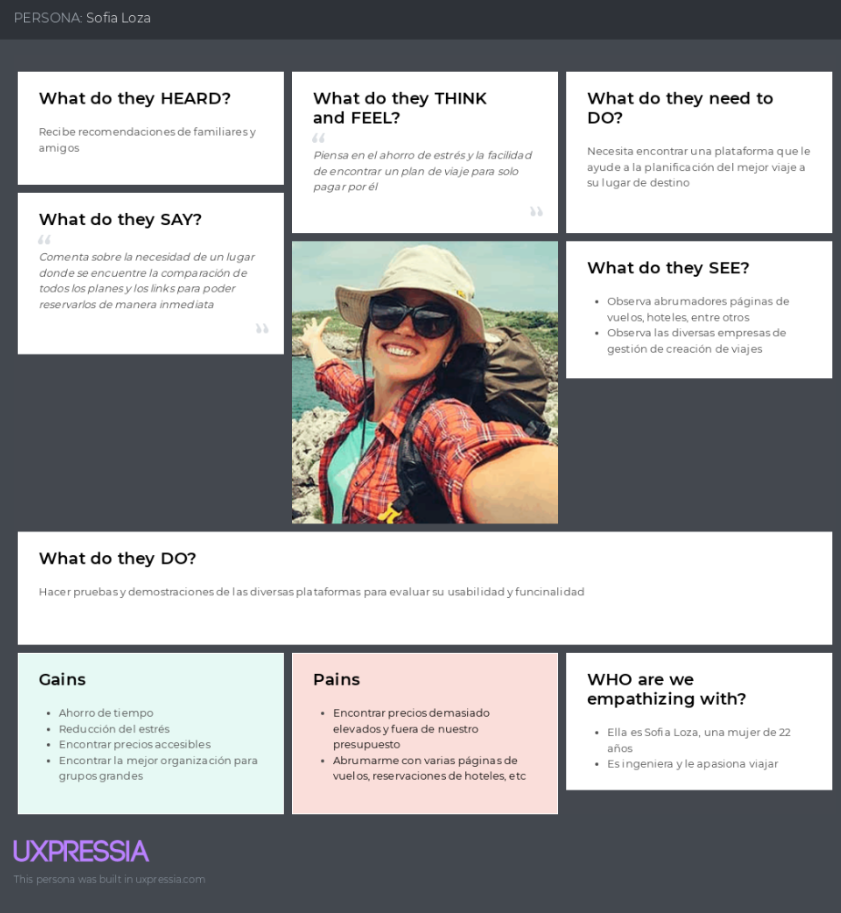 PERSONA: Sofia Loza
What do they HEARD?
Recibe recomendaciones de familiares y
amigos
What do they THINK
and FEEL?
“
Piensa en el ahorro de estrés y la facilidad
de encontrar un plan de viaje para solo
pagar por él
”
What do they need to
DO?
Necesita encontrar una plataforma que le
ayude a la planificación del mejor viaje a
su lugar de destino
What do they SAY?
“
Comenta sobre la necesidad de un lugar
donde se encuentre la comparación de
todos los planes y los links para poder
reservarlos de manera inmediata
”
What do they SEE?
• Observa abrumadores páginas de
vuelos, hoteles, entre otros
• Observa las diversas empresas de
gestión de creación de viajes
What do they DO?
Hacer pruebas y demostraciones de las diversas plataformas para evaluar su usabilidad y funcinalidad
Gains
• Ahorro de tiempo
• Reducción del estrés
• Encontrar precios accesibles
• Encontrar la mejor organización para
grupos grandes
Pains
• Encontrar precios demasiado
elevados y fuera de nuestro
presupuesto
• Abrumarme con varias páginas de
vuelos, reservaciones de hoteles, etc
WHO are we
empathizing with?
• Ella es Sofia Loza, una mujer de 22
años
• Es ingeniera y le apasiona viajar
UXPRESSIA
This persona was built in uxpressia.com